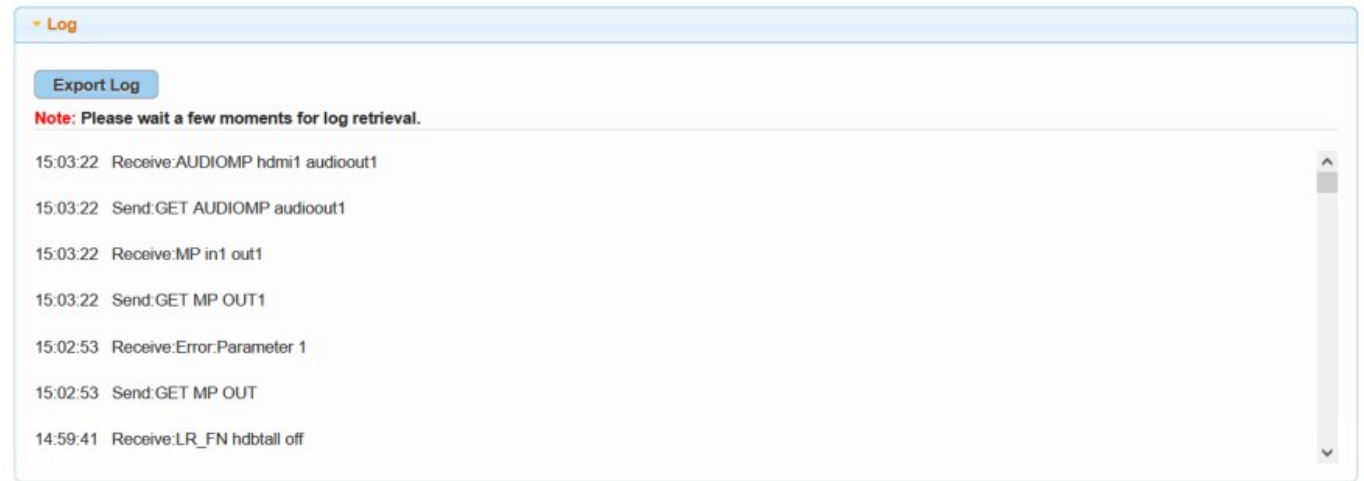 Log
Export Log
Note: Please wait a few moments for log retrieval.
15:03:22 Receive:AUDIOMP hdmi1 audioout1
15:03:22 Send:GET AUDIOMP audioout1
15:03:22 Receive:MP in1 out1
15:03:22 Send:GET MP OUT1
15:02:53 Receive:Error:Parameter 1
15:02:53 Send:GET MP OUT
14:59:41 Receive:LR_FN hdbtall off